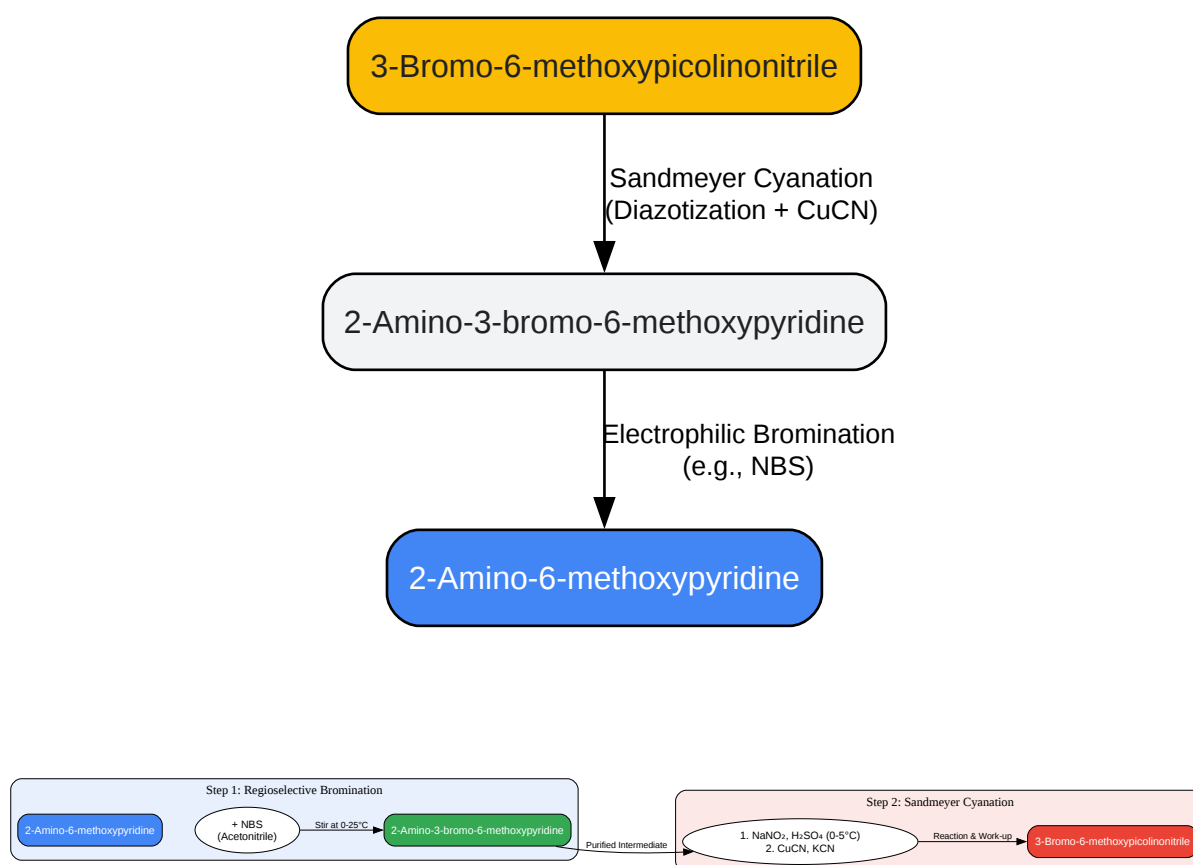 3-Bromo-6-methoxypicolinonitrile
Sandmeyer Cyanation
(Diazotization + CuCN)
2-Amino-3-bromo-6-methoxypyridine
Electrophilic Bromination
(e.g., NBS)
2-Amino-6-methoxypyridine
Step 1: Regioselective Bromination
2-Amino-6-methoxypyridine
+ NBS
(Acetonitrile)
Stir at 0-25°C
2-Amino-3-bromo-6-methoxypyridine
Purified Intermediate
Step 2: Sandmeyer Cyanation
1. NaNO₂, H₂SO₄ (0-5°C)
2. CuCN, KCN
Reaction & Work-up
3-Bromo-6-methoxypicolinonitrile